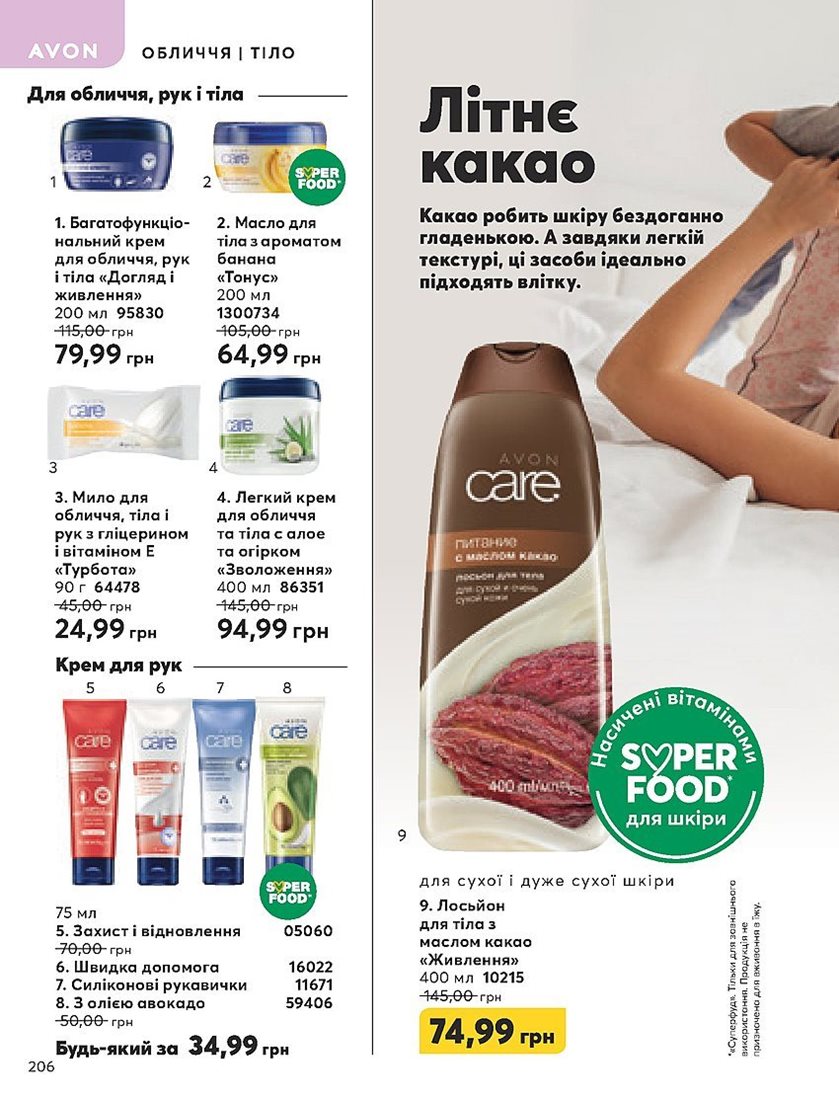 AVON
ОБЛИЧЧЯ | ТІЛО
Для обличчя, рук і тіла
care
1
care
2
SUPER
FOOD*
1. Багатофункціо-
нальний крем
для обличчя, рук
і тіла «Догляд і
живлення»
200 мл 95830
115,00 грн
79,99 грн
2. Масло для
тіла з ароматом
банана
«Тонус»
200 мл
1300734
105,00 грн
64,99 грн
care
3
care
4
3. Мило для
обличчя, тіла і
рук з гліцерином
і вітаміном Е
«Турбота»
90 г 64478
45,00 грн
24,99 грн
4. Легкий крем
для обличчя
та тіла с алое
та огірком
«Зволоження»
400 мл 86351
145,00 грн
94,99 грн
Крем для рук
5 6 7 8
care care care care
SUPER
FOOD*
75 мл
5. Захист і відновлення 05060
70,00 грн
6. Швидка допомога 16022
7. Силіконові рукавички 11671
8. З олією авокадо 59406
50,00 грн
Будь-який за 34,99 грн
206
Літнє
какао
Какао робить шкіру бездоганно
гладенькою. А завдяки легкій
текстурі, ці засоби ідеально
підходять влітку.
AVON
care
питание
с маслом какао
лосьон для тела
для сухой и очень
сухой кожи
400 ml/мл
Насичені вітамінами
SUPER
FOOD*
для шкіри
9
для сухої і дуже сухої шкіри
9. Лосьйон
для тіла з
маслом какао
«Живлення»
400 мл 10215
145,00 грн
74,99 грн
*«Суперфуд». Тільки для зовнішнього
використання. Продукція не
призначено для вживання в їжу.